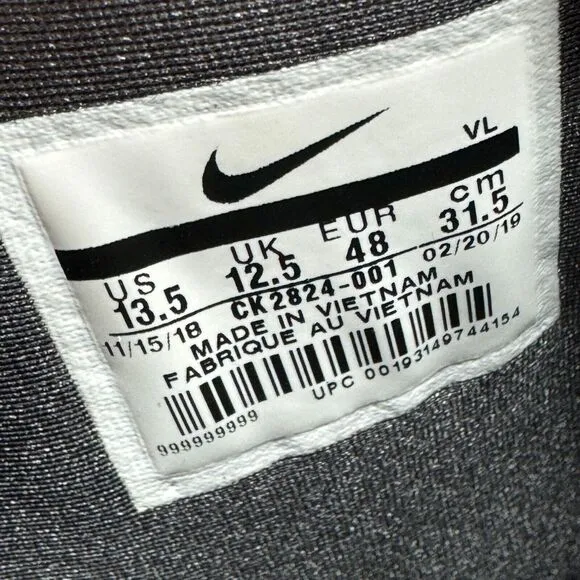 VL
US UK EUR cm
13.5 12.5 48 31.5
11/15/18 CK2824-001 02/20/19
MADE IN VIETNAM
FABRIQUE AU VIETNAM
999999999 UPC 00193149744154